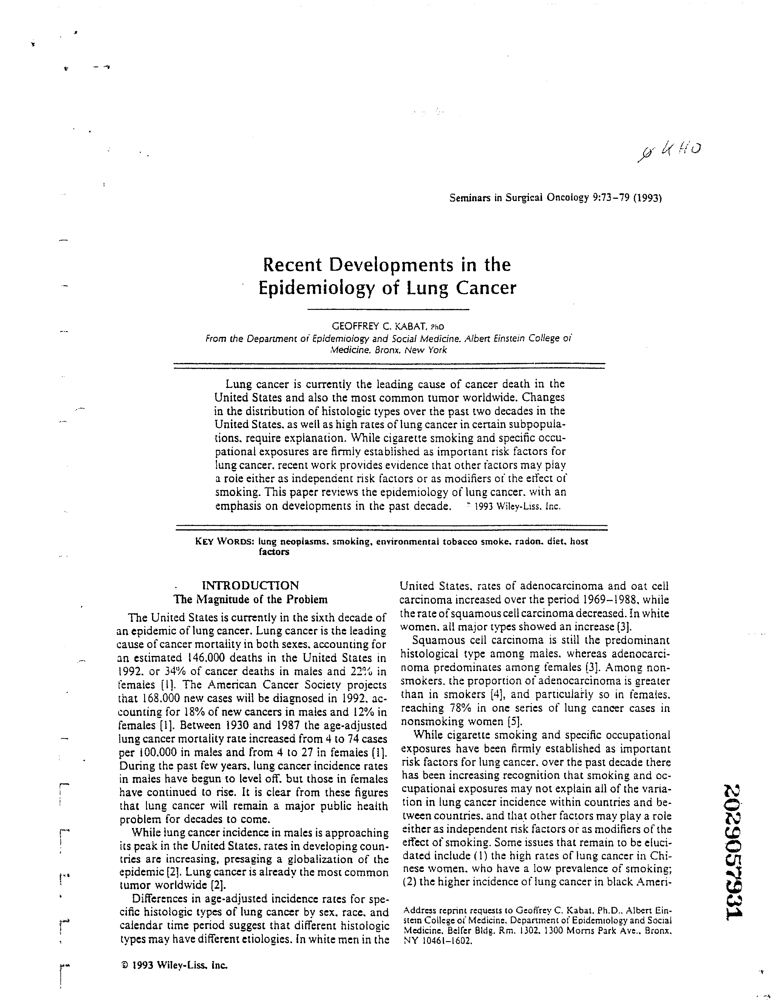 Seminars in Surgical Oncology 9:73–79 (1993)
Recent Developments in the
Epidemiology of Lung Cancer
GEOFFREY C. KABAT, PhD
From the Department of Epidemiology and Social Medicine, Albert Einstein College of
Medicine, Bronx, New York
Lung cancer is currently the leading cause of cancer death in the
United States and also the most common tumor worldwide. Changes
in the distribution of histologic types over the past two decades in the
United States, as well as high rates of lung cancer in certain subpopula-
tions, require explanation. While cigarette smoking and specific occu-
pational exposures are firmly established as important risk factors for
lung cancer, recent work provides evidence that other factors may play
a role either as independent risk factors or as modifiers of the effect of
smoking. This paper reviews the epidemiology of lung cancer, with an
emphasis on developments in the past decade. 1993 Wiley-Liss, Inc.
KEY WORDS: lung neoplasms, smoking, environmental tobacco smoke, radon, diet, host
factors
INTRODUCTION
The Magnitude of the Problem
The United States is currently in the sixth decade of
an epidemic of lung cancer. Lung cancer is the leading
cause of cancer mortality in both sexes, accounting for
an estimated 146,000 deaths in the United States in
1992, or 34% of cancer deaths in males and 22% in
females [1]. The American Cancer Society projects
that 168,000 new cases will be diagnosed in 1992, ac-
counting for 18% of new cancers in males and 12% in
females [1]. Between 1930 and 1987 the age-adjusted
lung cancer mortality rate increased from 4 to 74 cases
per 100,000 in males and from 4 to 27 in females [1].
During the past few years, lung cancer incidence rates
in males have begun to level off, but those in females
have continued to rise. It is clear from these figures
that lung cancer will remain a major public health
problem for decades to come.
While lung cancer incidence in males is approaching
its peak in the United States, rates in developing coun-
tries are increasing, presaging a globalization of the
epidemic [2]. Lung cancer is already the most common
tumor worldwide [2].
Differences in age-adjusted incidence rates for spe-
cific histologic types of lung cancer by sex, race, and
calendar time period suggest that different histologic
types may have different etiologies. In white men in the
United States, rates of adenocarcinoma and oat cell
carcinoma increased over the period 1969–1988, while
the rate of squamous cell carcinoma decreased. In white
women, all major types showed an increase [3].
Squamous cell carcinoma is still the predominant
histological type among males, whereas adenocarci-
noma predominates among females [3]. Among non-
smokers, the proportion of adenocarcinoma is greater
than in smokers [4], and particularly so in females,
reaching 78% in one series of lung cancer cases in
nonsmoking women [5].
While cigarette smoking and specific occupational
exposures have been firmly established as important
risk factors for lung cancer, over the past decade there
has been increasing recognition that smoking and oc-
cupational exposures may not explain all of the varia-
tion in lung cancer incidence within countries and be-
tween countries, and that other factors may play a role
either as independent risk factors or as modifiers of the
effect of smoking. Some issues that remain to be eluci-
dated include (1) the high rates of lung cancer in Chi-
nese women, who have a low prevalence of smoking;
(2) the higher incidence of lung cancer in black Ameri-
Address reprint requests to Geoffrey C. Kabat, Ph.D., Albert Ein-
stein College of Medicine, Department of Epidemiology and Social
Medicine, Belfer Bldg. Rm. 1302, 1300 Morris Park Ave., Bronx,
NY 10461-1602.
© 1993 Wiley-Liss, Inc.
2029057931